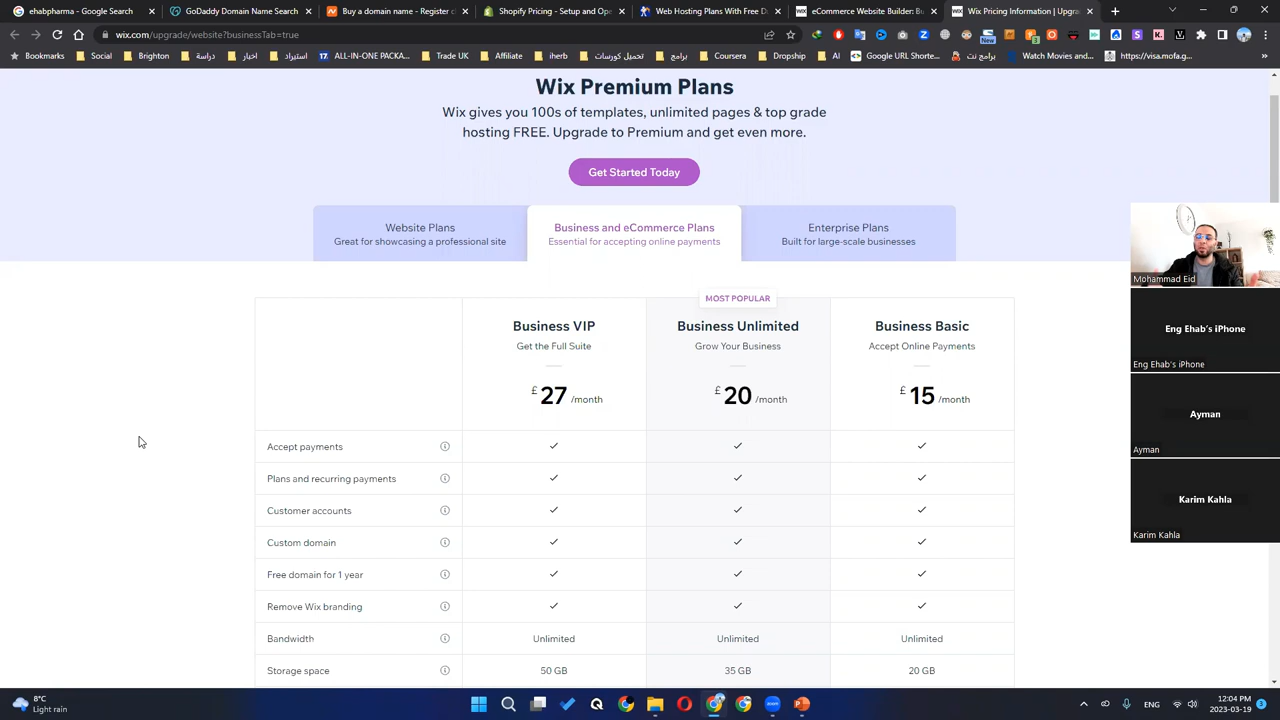 ehabpharma - Google Search
GoDaddy Domain Name Search
Buy a domain name - Register c
Shopify Pricing - Setup and Ope
Web Hosting Plans With Free D
eCommerce Website Builder: Bu
Wix Pricing Information | Upgra
wix.com/upgrade/website?businessTab=true
New
Bookmarks
Social
Brighton
دراسة
اخبار
استيراد
17. ALL-IN-ONE PACKA...
Trade UK
Affiliate
iherb
تحميل كورسات
partner
Dropship
AI
Google URL Shorte...
برنامج نت
Watch Movies and...
https://visa.mofa.g...
Wix Premium Plans
Wix gives you 100s of templates, unlimited pages & top grade
hosting FREE. Upgrade to Premium and get even more.
Get Started Today
Website Plans
Great for showcasing a professional site
Business and eCommerce Plans
Essential for accepting online payments
Enterprise Plans
Built for large-scale businesses
MOST POPULAR
Business VIP
Get the Full Suite
£ 27 /month
Business Unlimited
Grow Your Business
£ 20 /month
Business Basic
Accept Online Payments
£ 15 /month
Accept payments
Plans and recurring payments
Customer accounts
Custom domain
Free domain for 1 year
Remove Wix branding
Bandwidth Unlimited Unlimited Unlimited
Storage space 50 GB 35 GB 20 GB
Mohammad Eid
Eng Ehab's iPhone
Eng Ehab's iPhone
Ayman
Ayman
Karim Kahla
Karim Kahla
8°C
Light rain
ENG
12:04 PM
2023-03-19